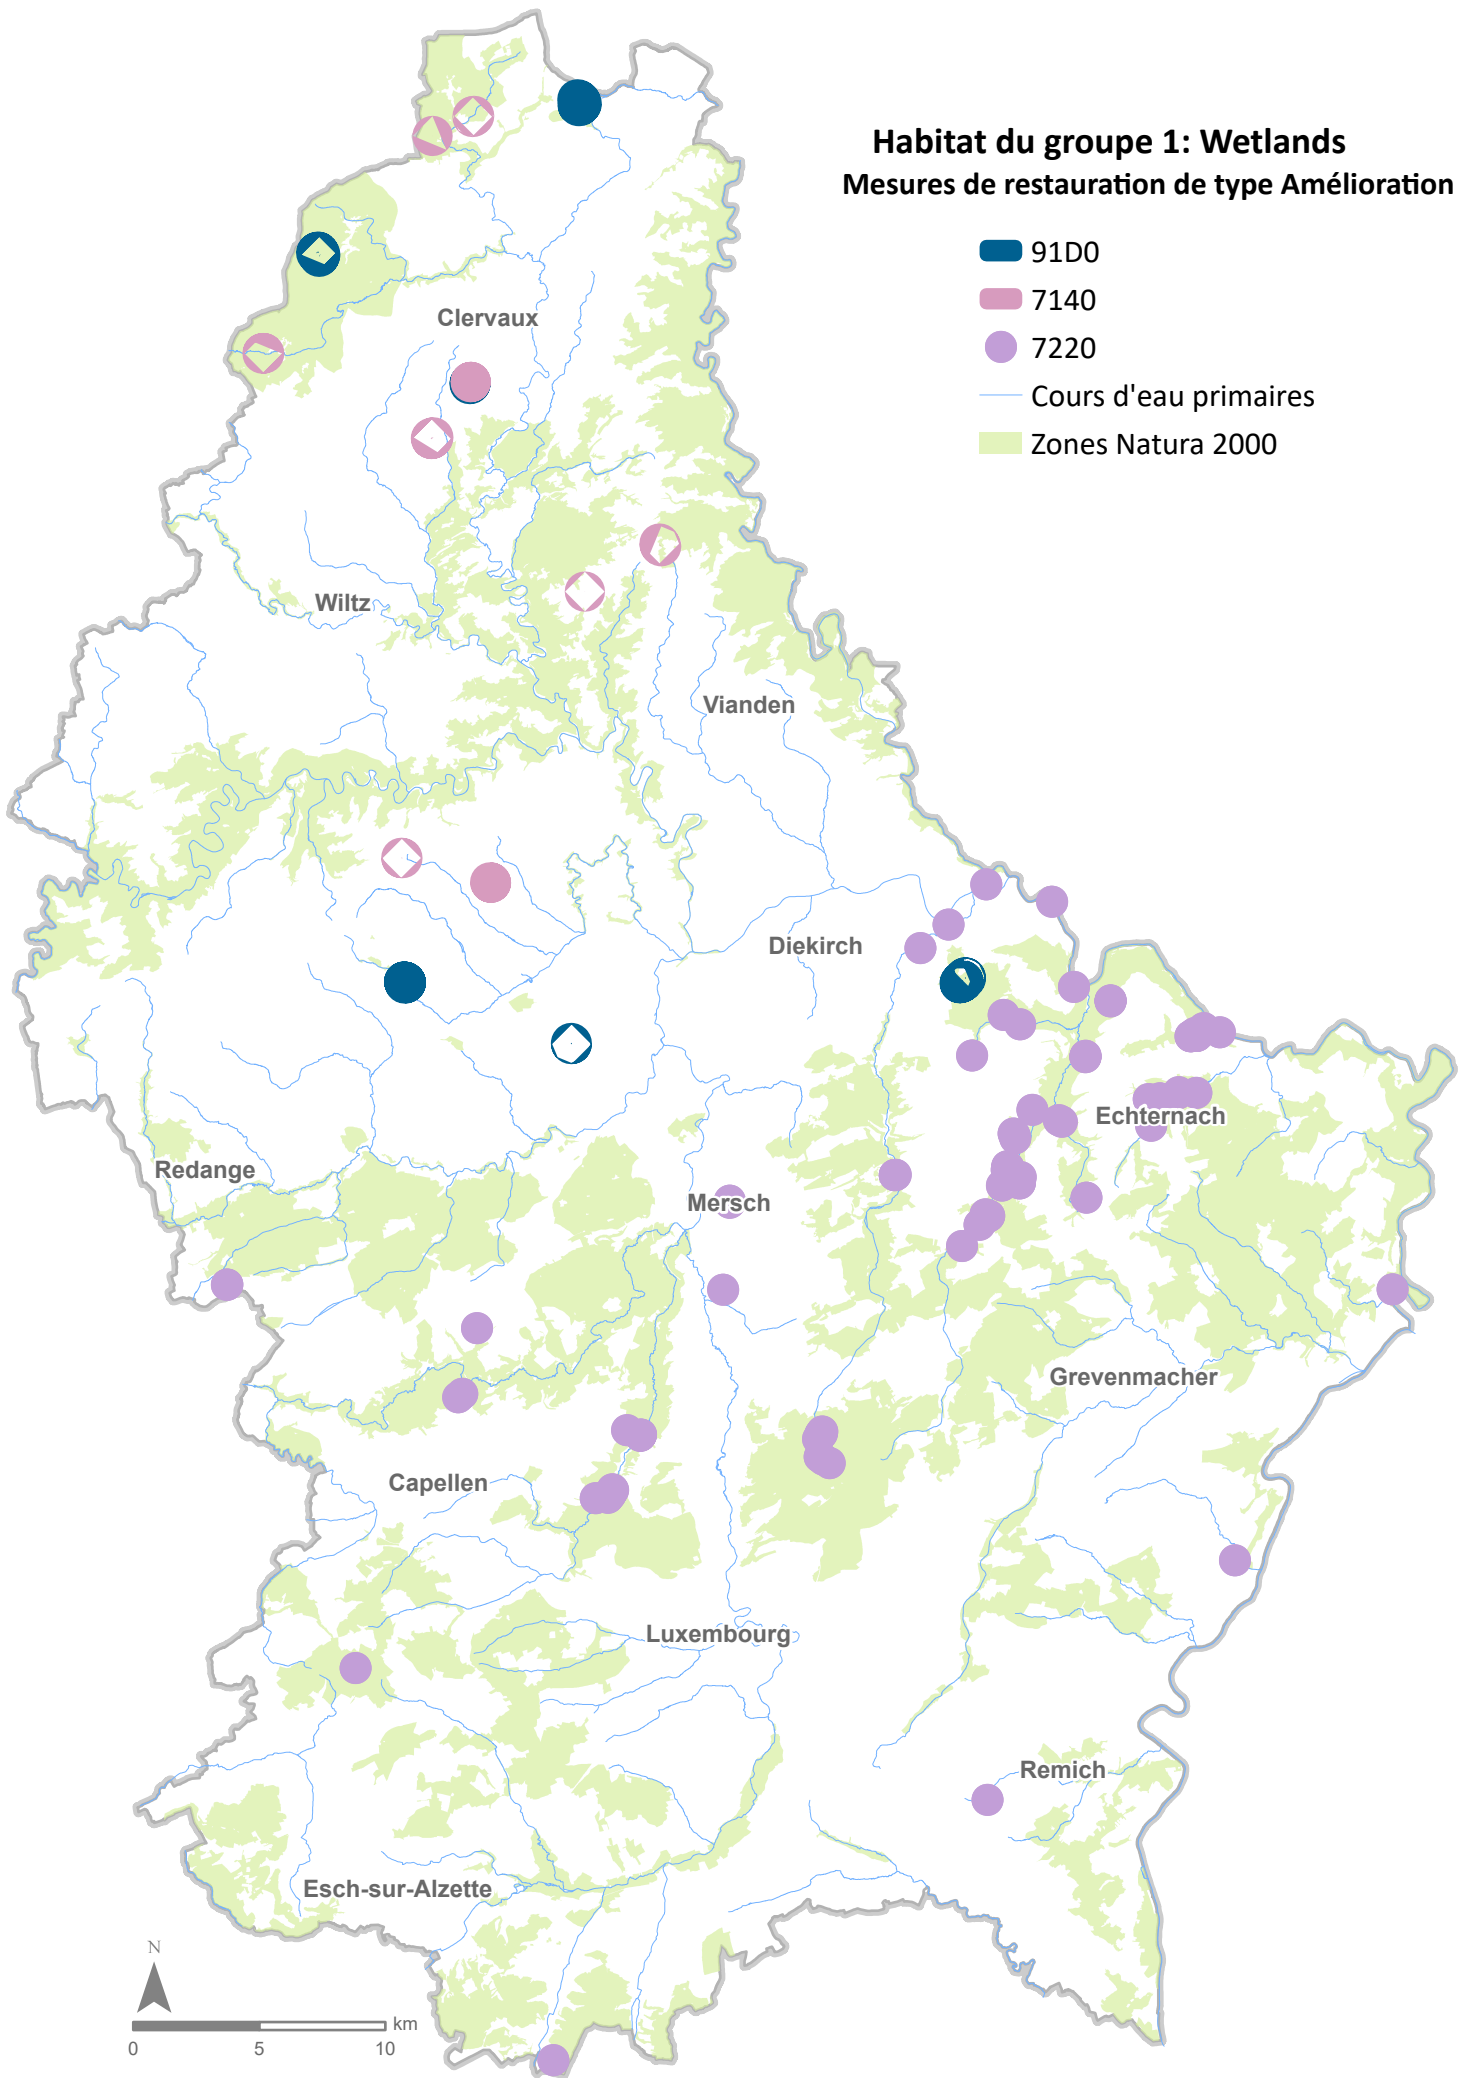 Habitat du groupe 1: Wetlands
Mesures de restauration de type Amélioration
91D0
7140
7220
Cours d'eau primaires
Zones Natura 2000
Clervaux
Wiltz
Vianden
Diekirch
Echternach
Redange
Mersch
Grevenmacher
Capellen
Luxembourg
Remich
Esch-sur-Alzette
N
km
0 5 10